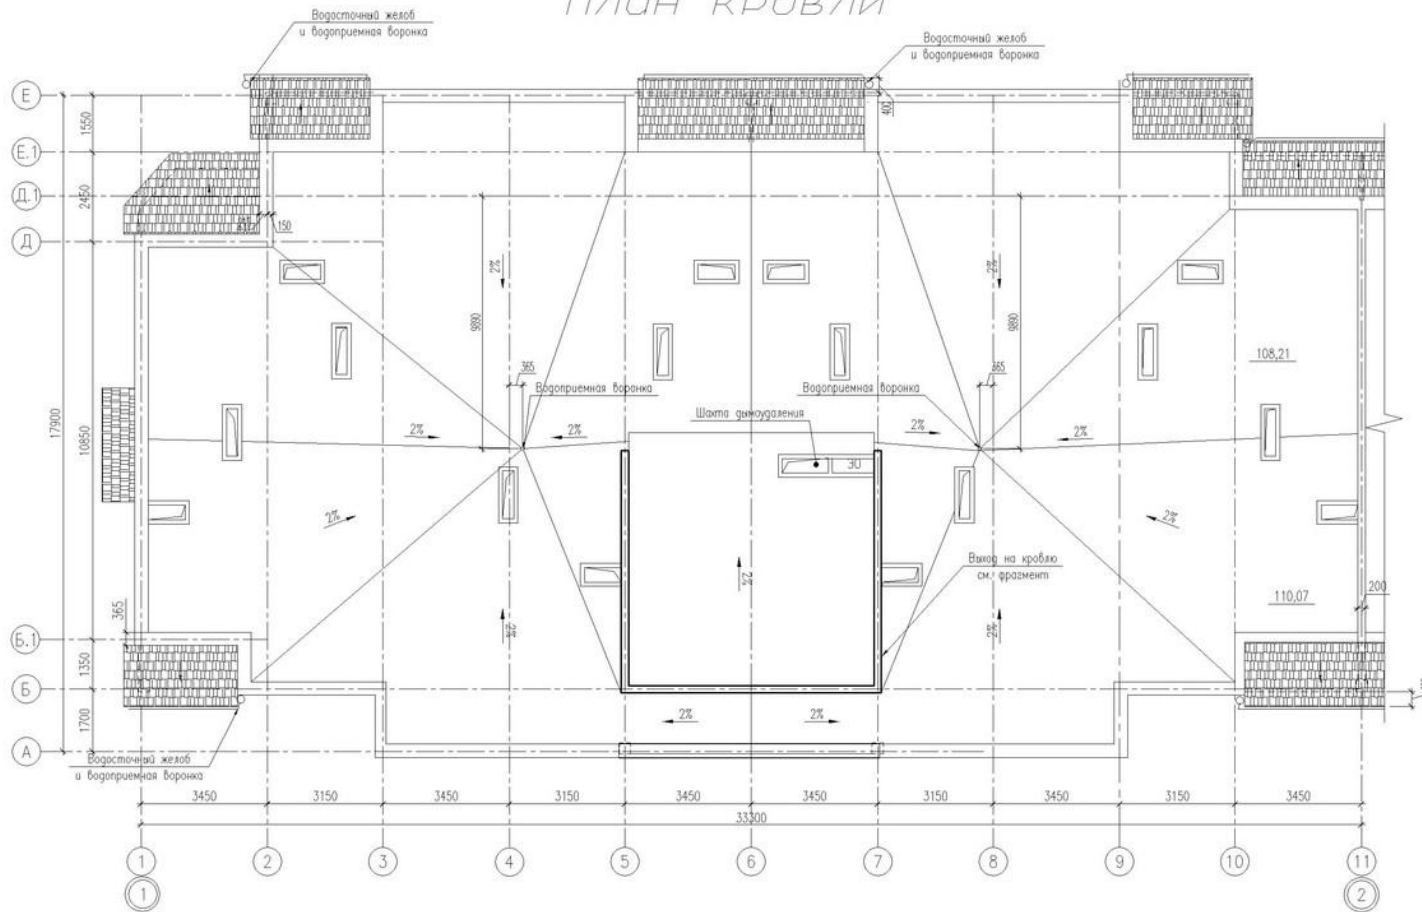 ПЛАН КРОВЛИ
Водосточный желоб
и водоприемная воронка
Водосточный желоб
и водоприемная воронка
Е
Е.1
Д.1
Д
Б.1
Б
А
1550
2450
10850
1350
1700
17900
400
150
2%
2%
9890
9890
365
365
Водоприемная воронка
Водоприемная воронка
108,21
Шахта дымоудаления
2%
2%
2%
2%
ЭО
2%
2%
2%
Выход на кровлю
см. фрагмент
110,07
200
365
2%
2%
2%
2%
Водосточный желоб
и водоприемная воронка
3450 3150 3450 3150 3450 3450 3150 3450 3150 3450
33300
1 2 3 4 5 6 7 8 9 10 11
1 2